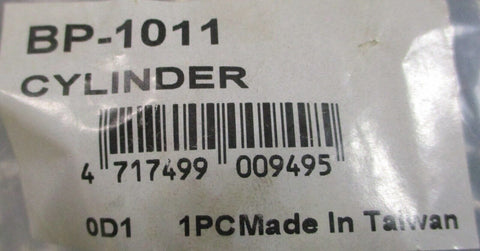 BP-1011
CYLINDER
4 717499 009495
0D1 1PCMade In Taiwan